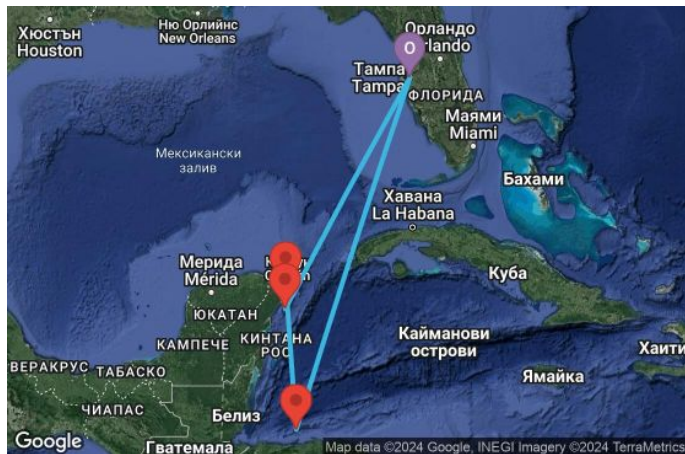 Хюстън
Houston
Ню Орлийнс
New Orleans
Орландо
Orlando
О
Тампа
Tampa
ФЛОРИДА
Маями
Miami
Мексикански
залив
Бахами
Хавана
La Habana
Мерида
Mérida
Куба
ЮКАТАН
КАМПЕЧЕ
КИНТАНА
РОО
Кайманови
острови
Хаити
ВЕРАКРУС
ТАБАСКО
Ямайка
ЧИАПАС
Белиз
Гватемала
Google
Map data ©2024 Google, INEGI Imagery ©2024 TerraMetrics